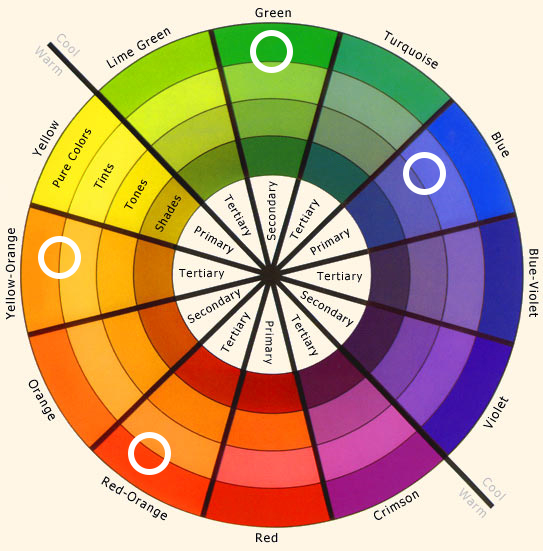 Green
Turquoise
Blue
Blue-Violet
Violet
Cool
Warm
Crimson
Red
Red-Orange
Orange
Yellow-Orange
Yellow
Cool
Warm
Lime Green
Pure Colors
Tints
Tones
Shades
Secondary
Tertiary
Primary
Tertiary
Secondary
Tertiary
Primary
Tertiary
Secondary
Tertiary
Primary
Tertiary